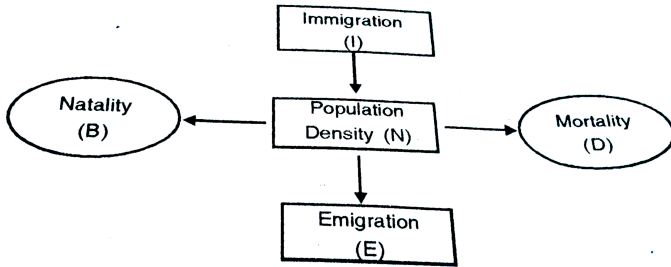 Immigration
(I)
Natality
(B)
Population
Density (N)
Mortality
(D)
Emigration
(E)